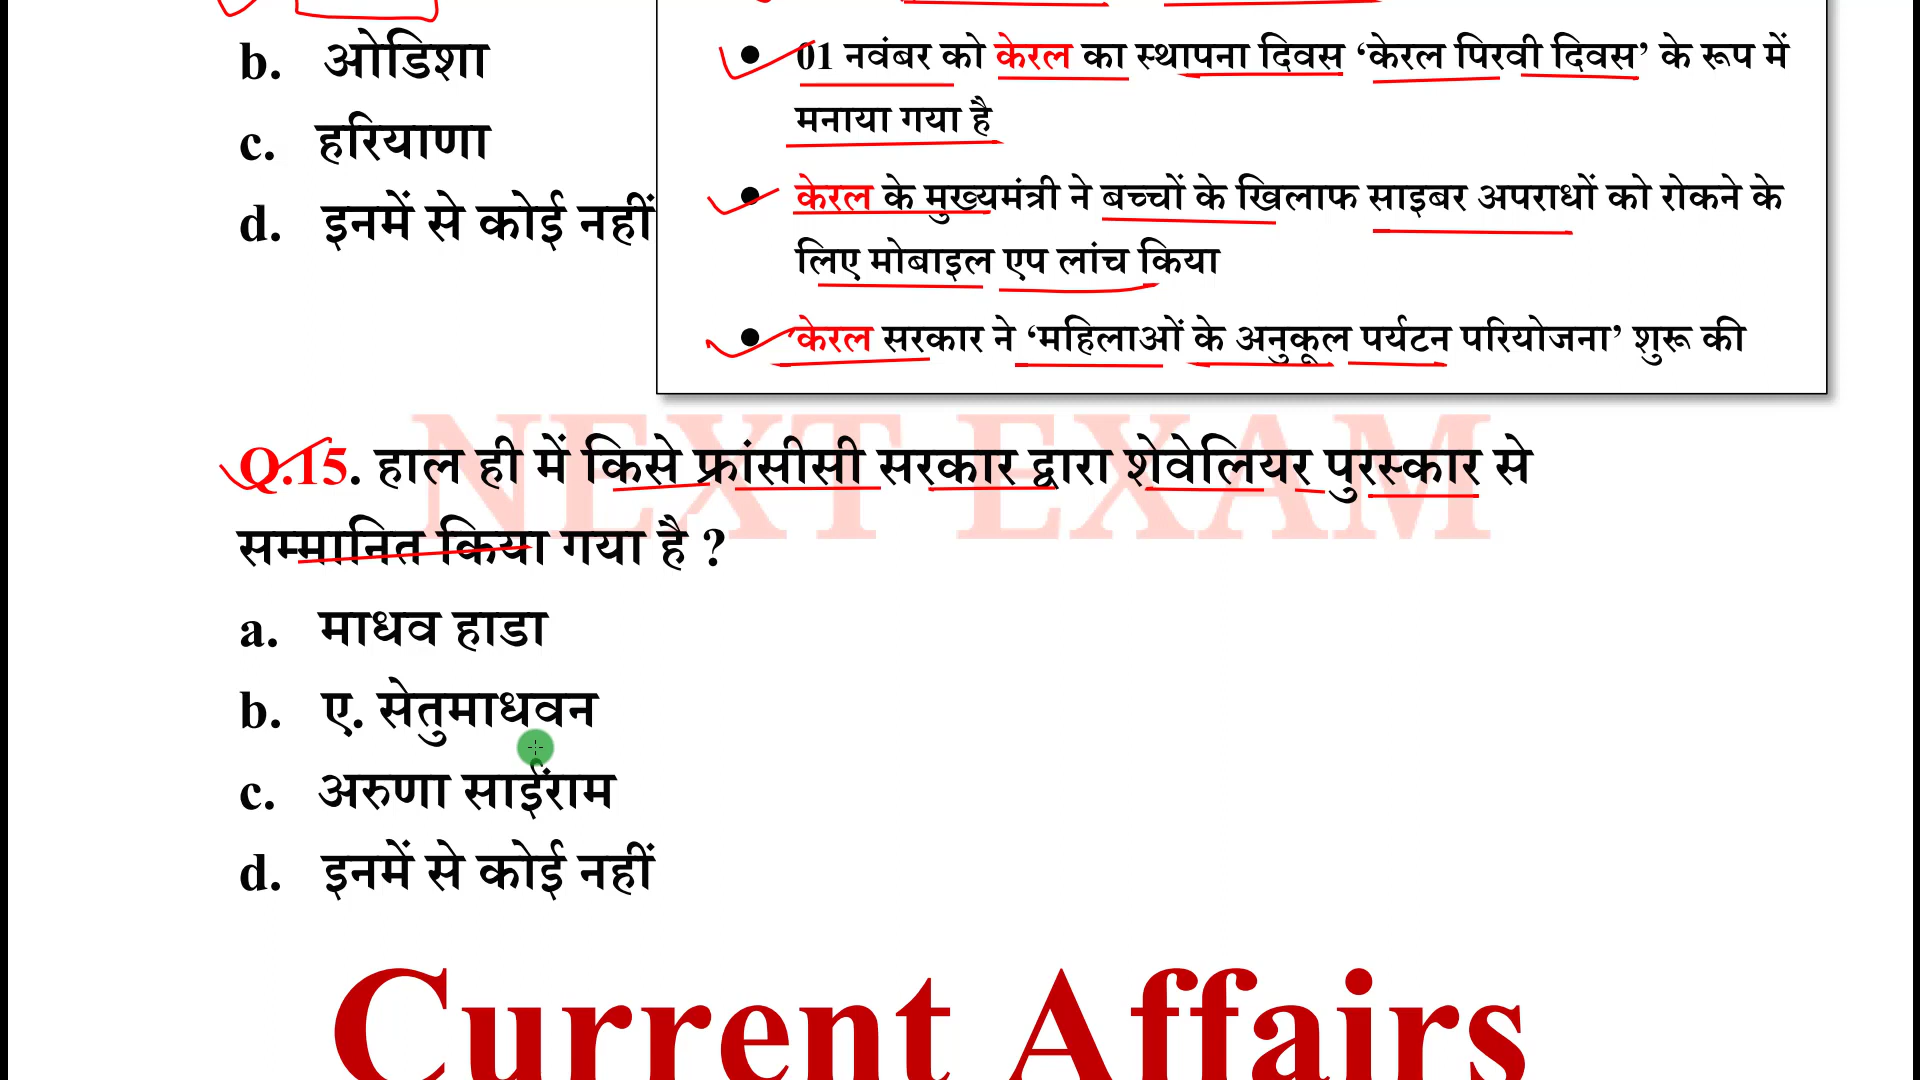 b. ओडिशा
c. हरियाणा
d. इनमें से कोई नहीं
• 01 नवंबर को केरल का स्थापना दिवस ‘केरल पिरवी दिवस’ के रूप में
मनाया गया है
• केरल के मुख्यमंत्री ने बच्चों के खिलाफ साइबर अपराधों को रोकने के
लिए मोबाइल एप लांच किया
• केरल सरकार ने ‘महिलाओं के अनुकूल पर्यटन परियोजना’ शुरू की
NEXT EXAM
Q.15. हाल ही में किसे फ्रांसीसी सरकार द्वारा शेवेलियर पुरस्कार से
सम्मानित किया गया है ?
a. माधव हाडा
b. ए. सेतुमाधवन
c. अरुणा साईंराम
d. इनमें से कोई नहीं
Current Affairs